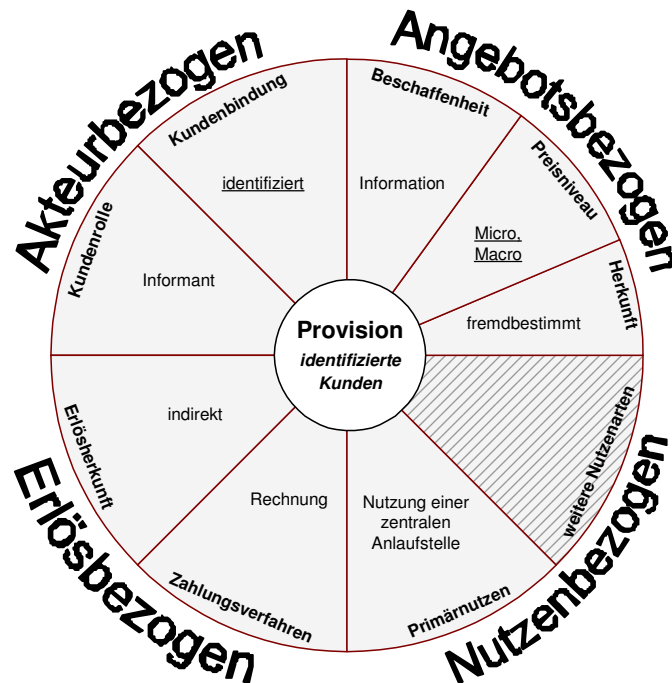 Akteurbezogen
Angebotsbezogen
Kundenbindung
identifiziert
Beschaffenheit
Information
Preisniveau
Micro,
Macro
Herkunft
fremdbestimmt
Kundenrolle
Informant
Provision
identifizierte
Kunden
Erlösherkunft
indirekt
Zahlungsverfahren
Rechnung
Nutzung einer
zentralen
Anlaufstelle
Primärnutzen
weitere Nutzenarten
Erlösbezogen
Nutzenbezogen